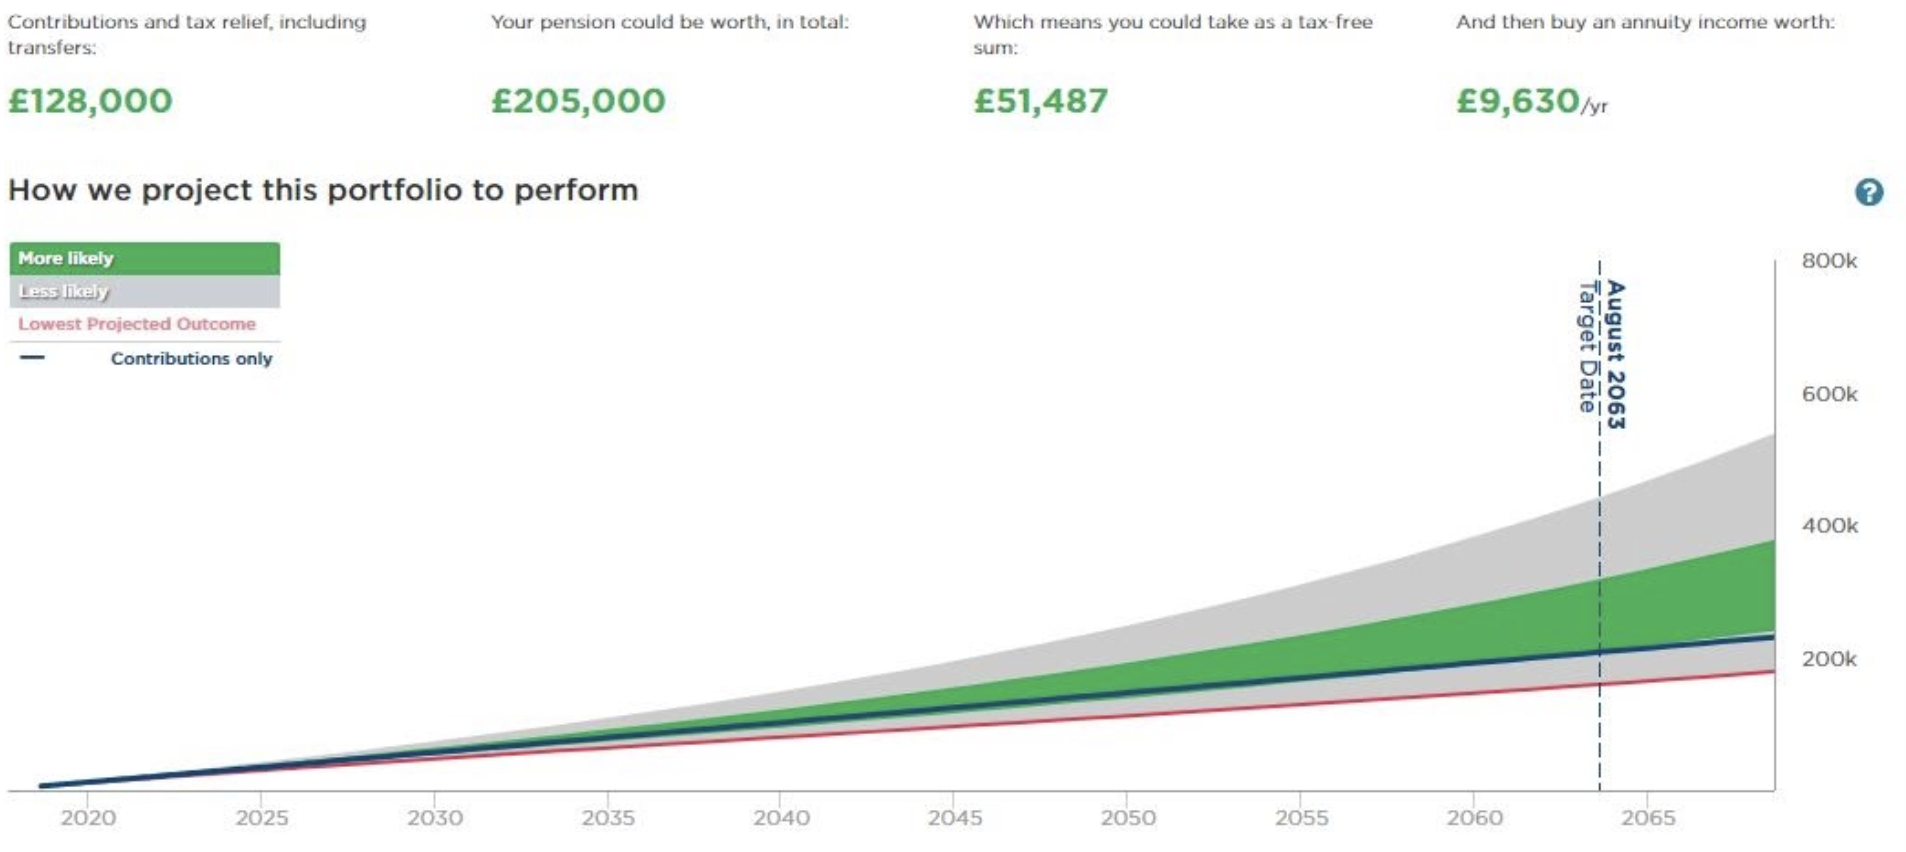 Contributions and tax relief, including
transfers:
£128,000
Your pension could be worth, in total:
£205,000
Which means you could take as a tax-free
sum:
£51,487
And then buy an annuity income worth:
£9,630/yr
How we project this portfolio to perform
?
More likely
Less likely
Lowest Projected Outcome
Contributions only
August 2063
Target Date
800k
600k
400k
200k
2020
2025
2030
2035
2040
2045
2050
2055
2060
2065